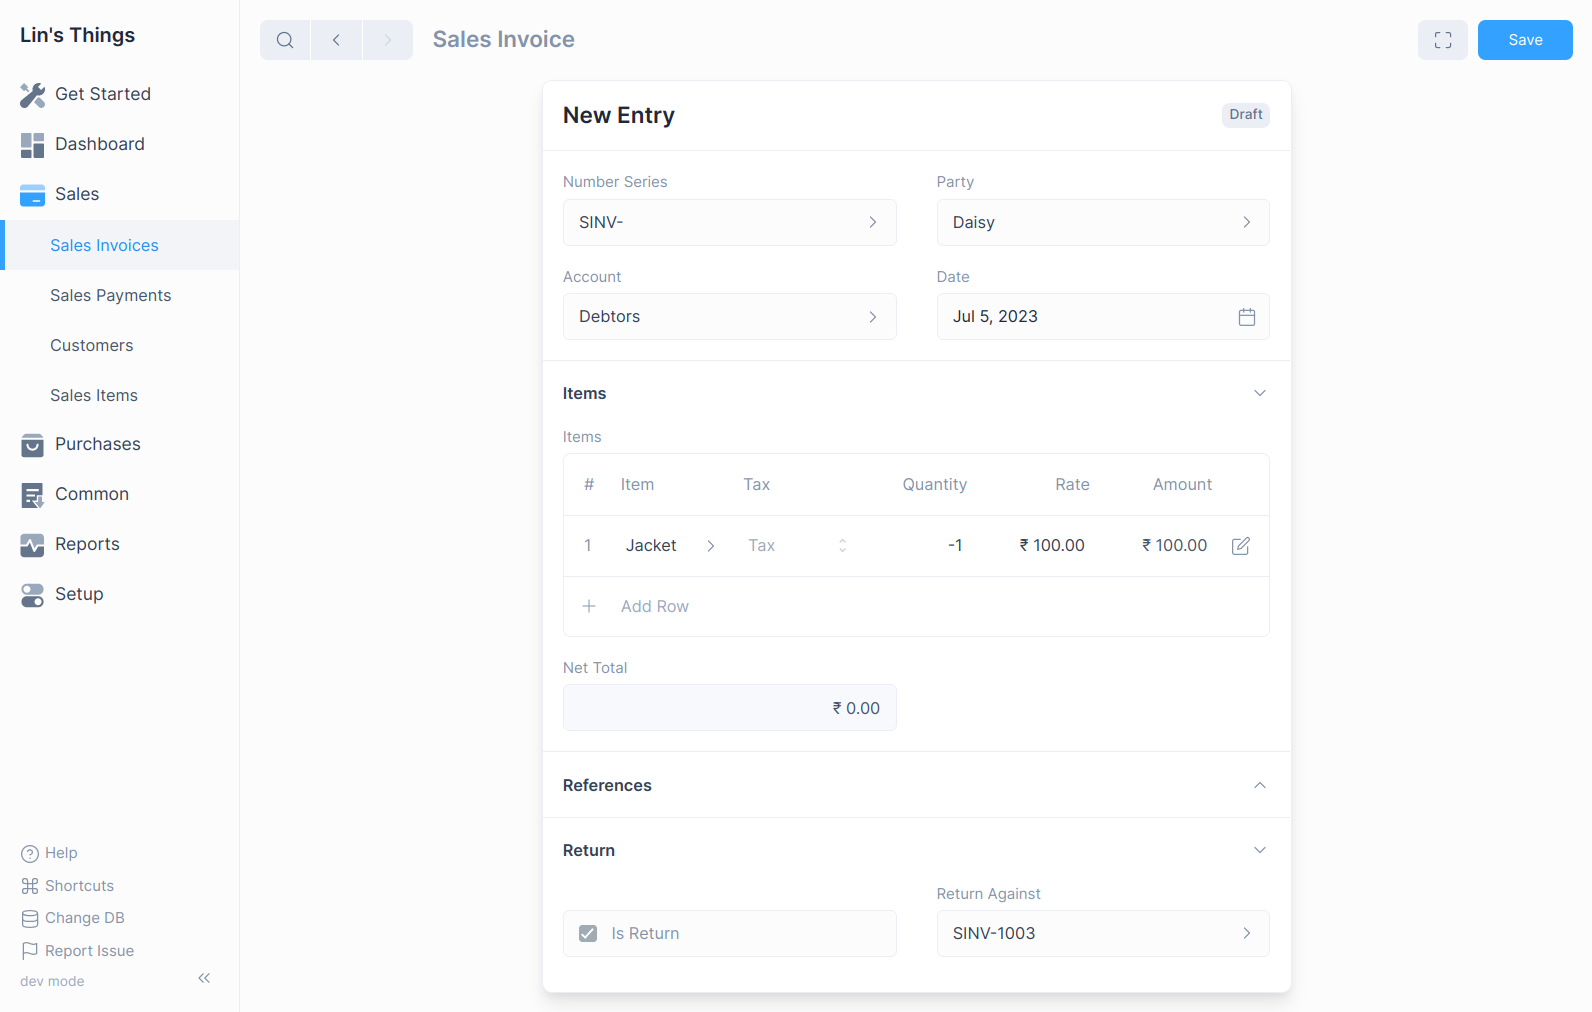 Lin's Things
Get Started
Dashboard
Sales
Sales Invoices
Sales Payments
Customers
Sales Items
Purchases
Common
Reports
Setup
Help
Shortcuts
Change DB
Report Issue
dev mode
Sales Invoice
Save
New Entry
Draft
Number Series
Party
SINV-
Daisy
Account
Date
Debtors
Jul 5, 2023
Items
Items
# Item Tax Quantity Rate Amount
1 Jacket Tax -1 ₹ 100.00 ₹ 100.00
Add Row
Net Total
₹ 0.00
References
Return
Return Against
Is Return
SINV-1003